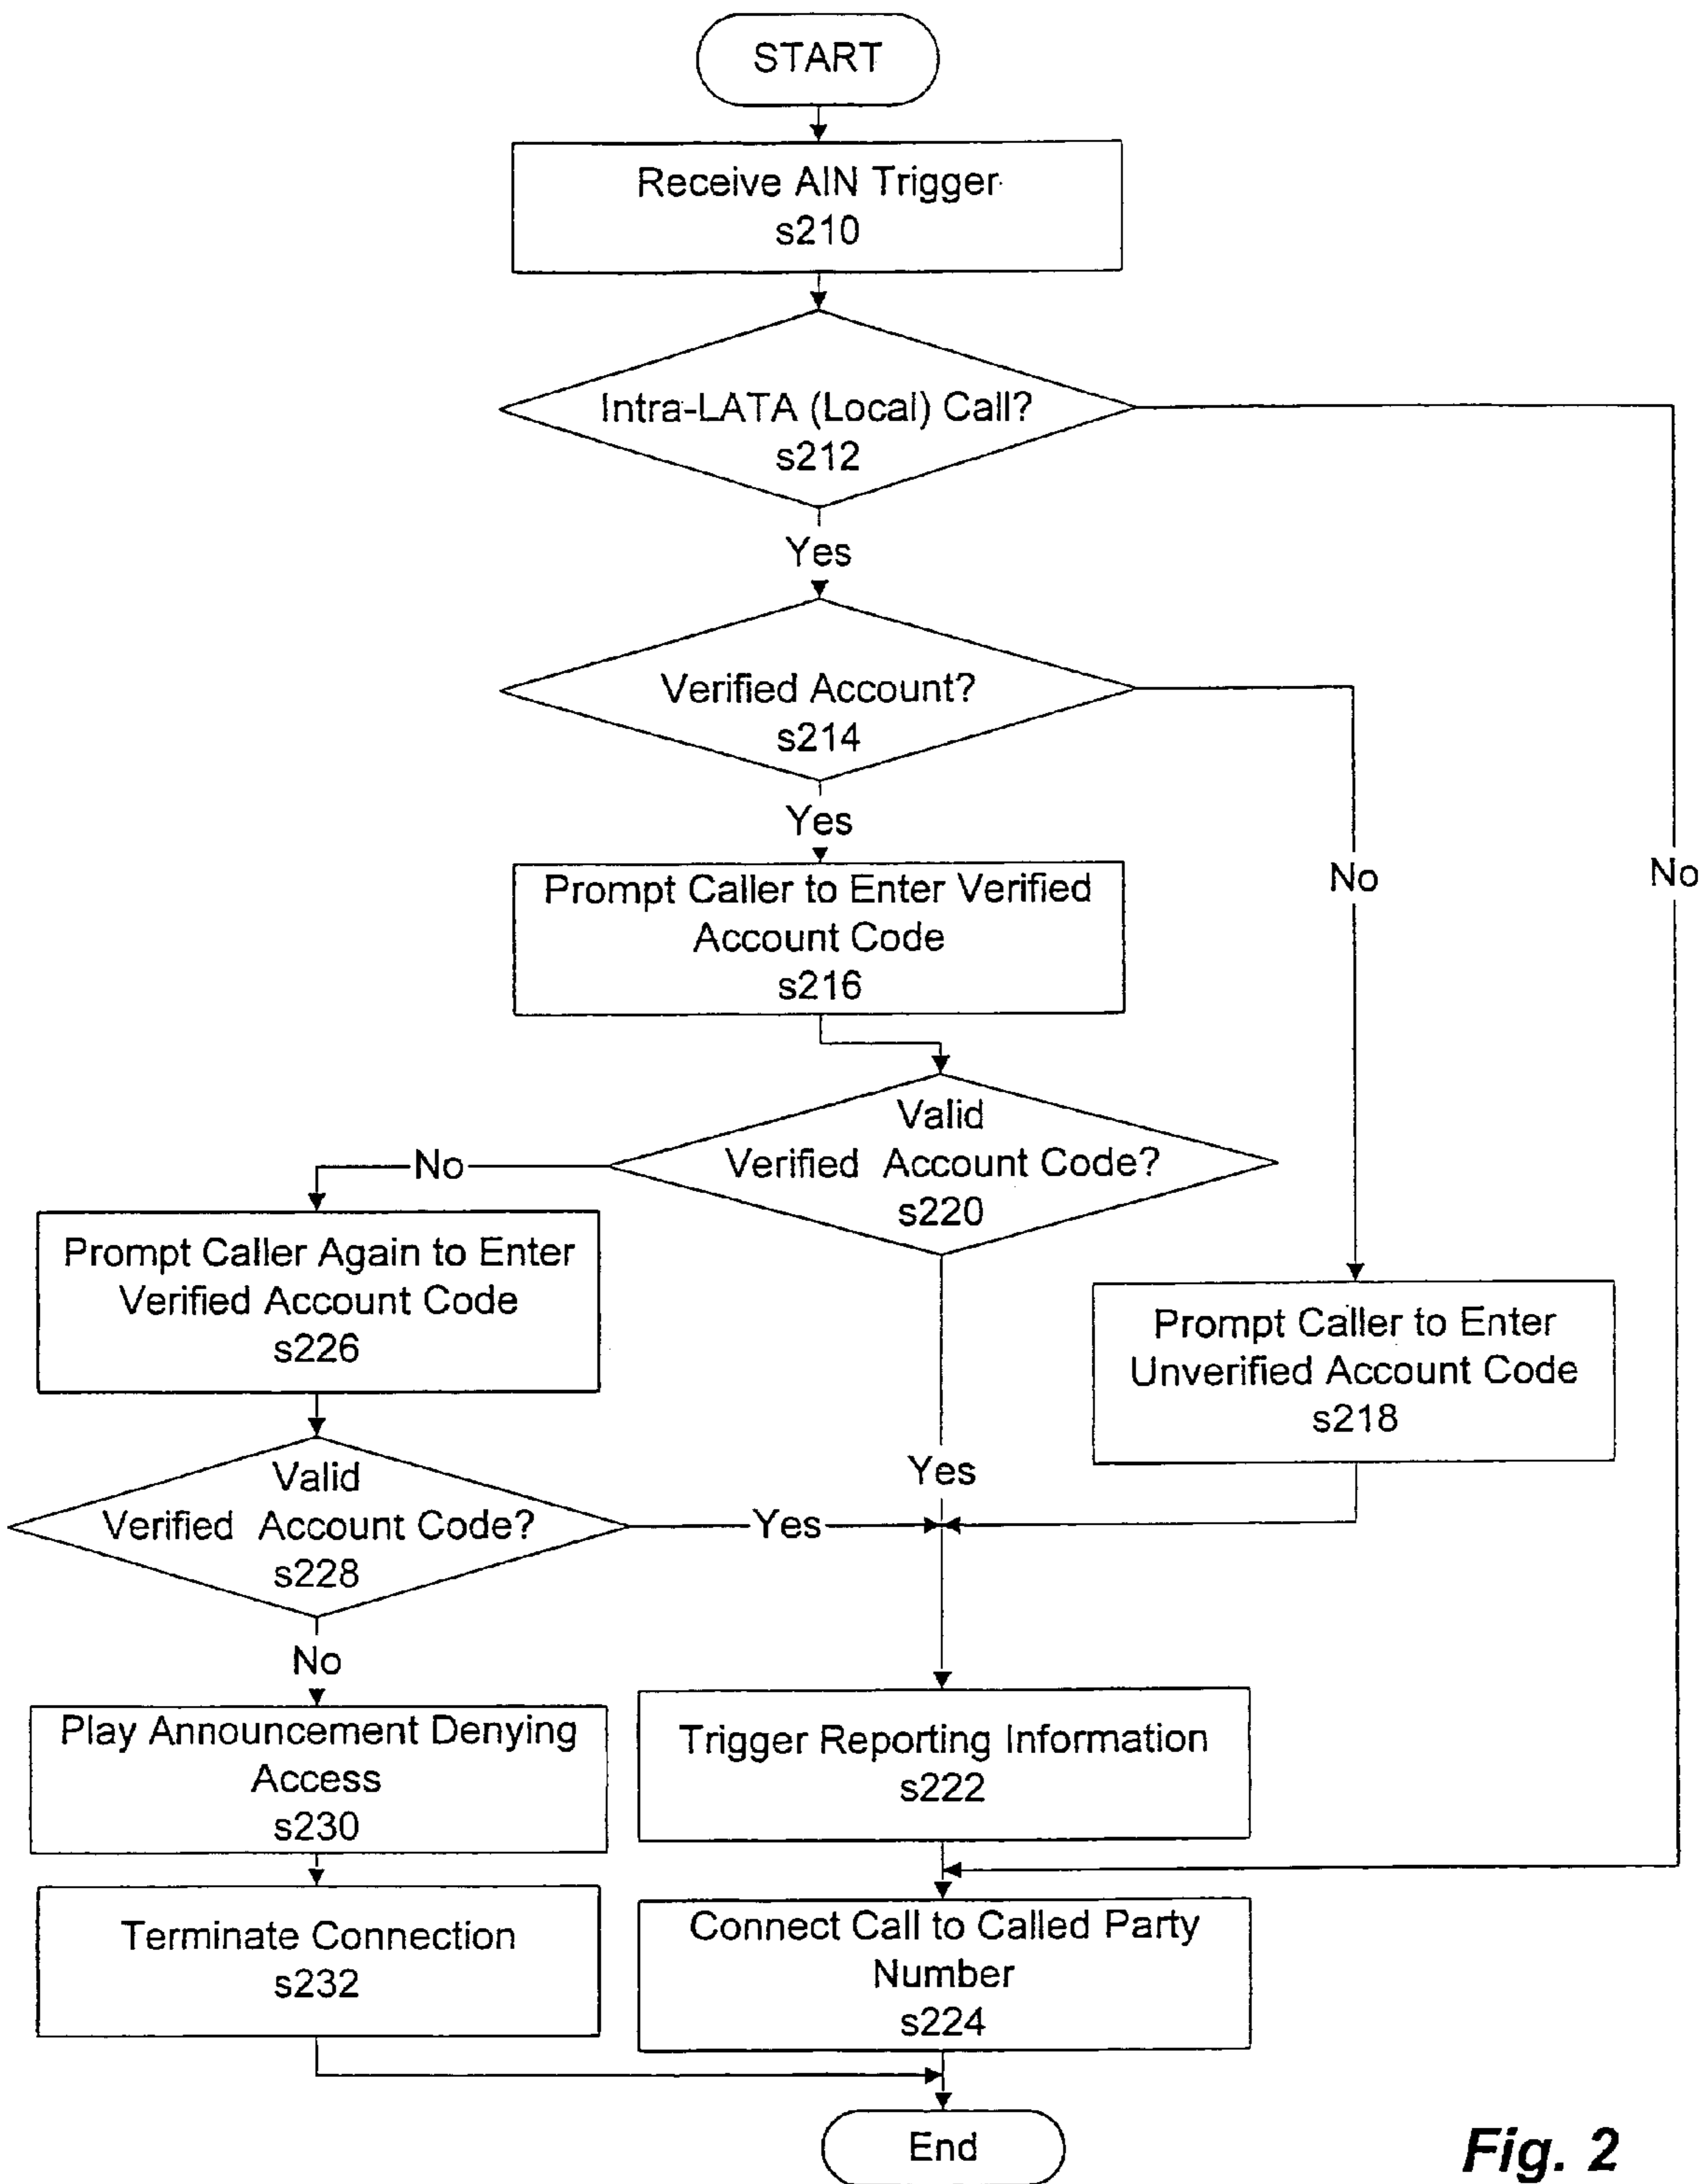 START
Receive AIN Trigger
s210
Intra-LATA (Local) Call?
s212
Yes
Verified Account?
s214
Yes
No
No
Prompt Caller to Enter Verified
Account Code
s216
Valid
Verified Account Code?
s220
No
Prompt Caller Again to Enter
Verified Account Code
s226
Prompt Caller to Enter
Unverified Account Code
s218
Yes
Valid
Verified Account Code?
s228
Yes
No
Play Announcement Denying
Access
s230
Trigger Reporting Information
s222
Terminate Connection
s232
Connect Call to Called Party
Number
s224
End
Fig. 2